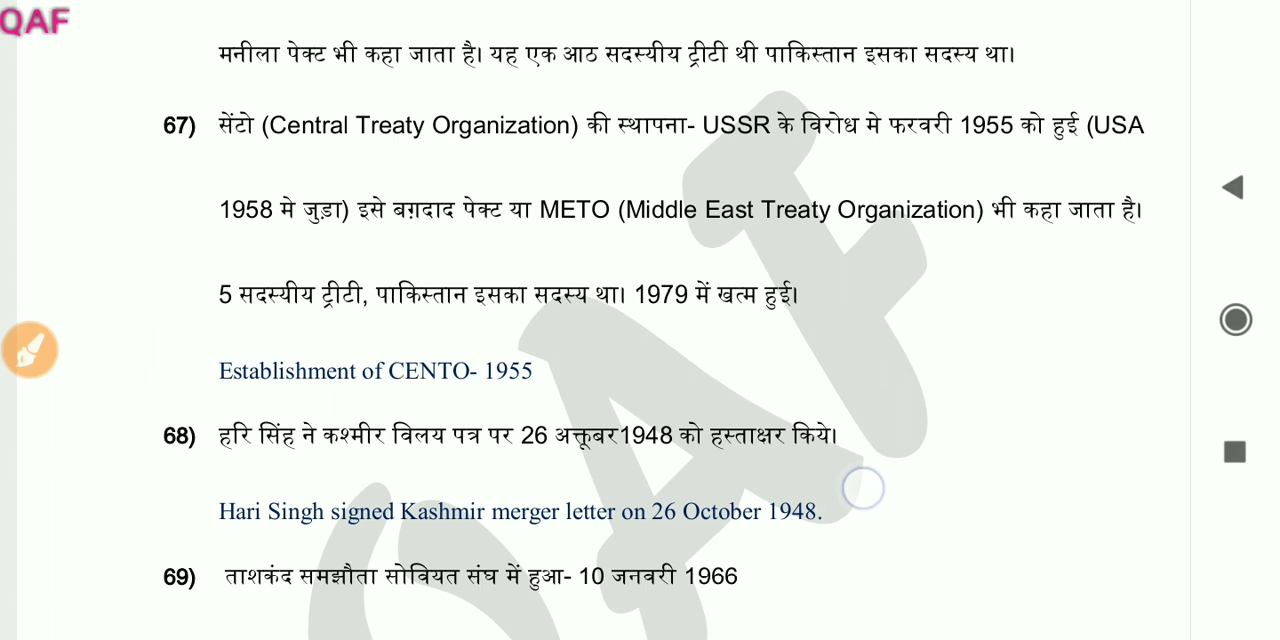 QAF
मनीला पेक्ट भी कहा जाता है। यह एक आठ सदस्यीय ट्रीटी थी पाकिस्तान इसका सदस्य था।
67) सेंटो (Central Treaty Organization) की स्थापना- USSR के विरोध मे फरवरी 1955 को हुई (USA
1958 मे जुड़ा) इसे बग़दाद पेक्ट या METO (Middle East Treaty Organization) भी कहा जाता है।
5 सदस्यीय ट्रीटी, पाकिस्तान इसका सदस्य था। 1979 में खत्म हुई।
Establishment of CENTO- 1955
68) हरि सिंह ने कश्मीर विलय पत्र पर 26 अक्तूबर1948 को हस्ताक्षर किये।
Hari Singh signed Kashmir merger letter on 26 October 1948.
69) ताशकंद समझौता सोवियत संघ में हुआ- 10 जनवरी 1966
QAF